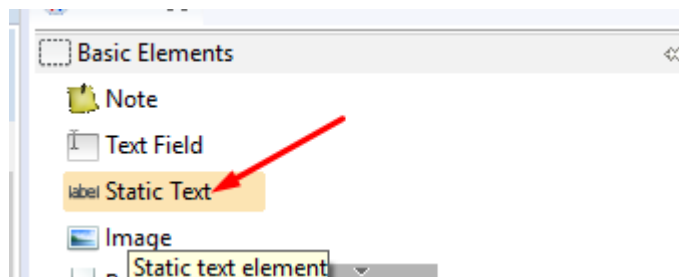 Basic Elements
Note
Text Field
label Static Text
Image
Static text element